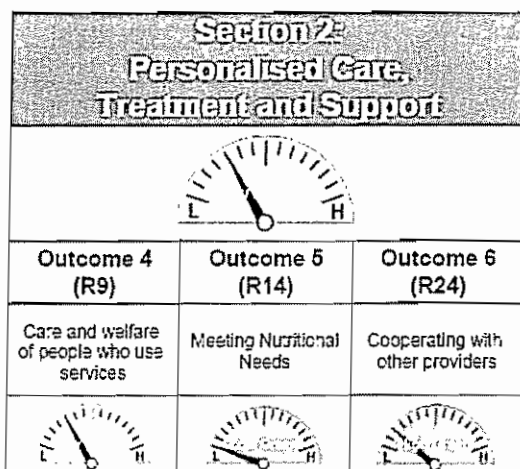 Section 2:
Personalised Care,
Treatment and Support
L H
Outcome 4
(R9)
Outcome 5
(R14)
Outcome 6
(R24)
Care and welfare
of people who use
services
Meeting Nutritional
Needs
Cooperating with
other providers
L H
L H
L H